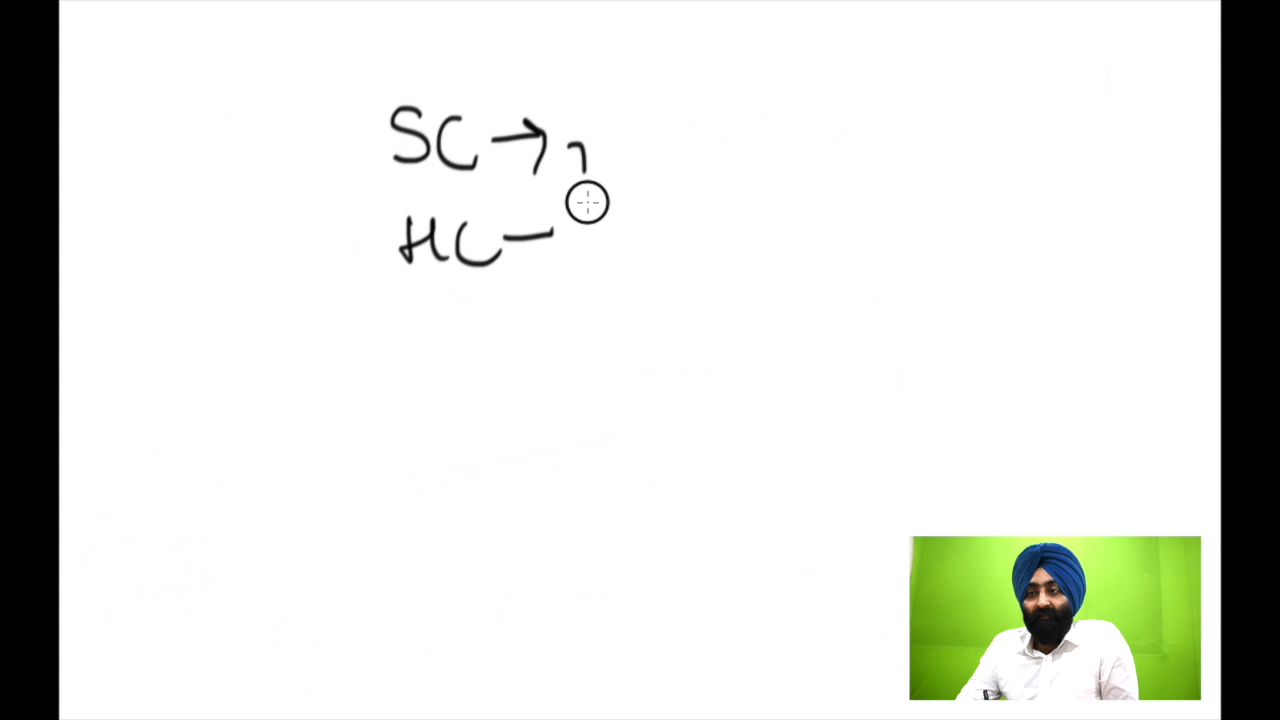 SC →
HC –